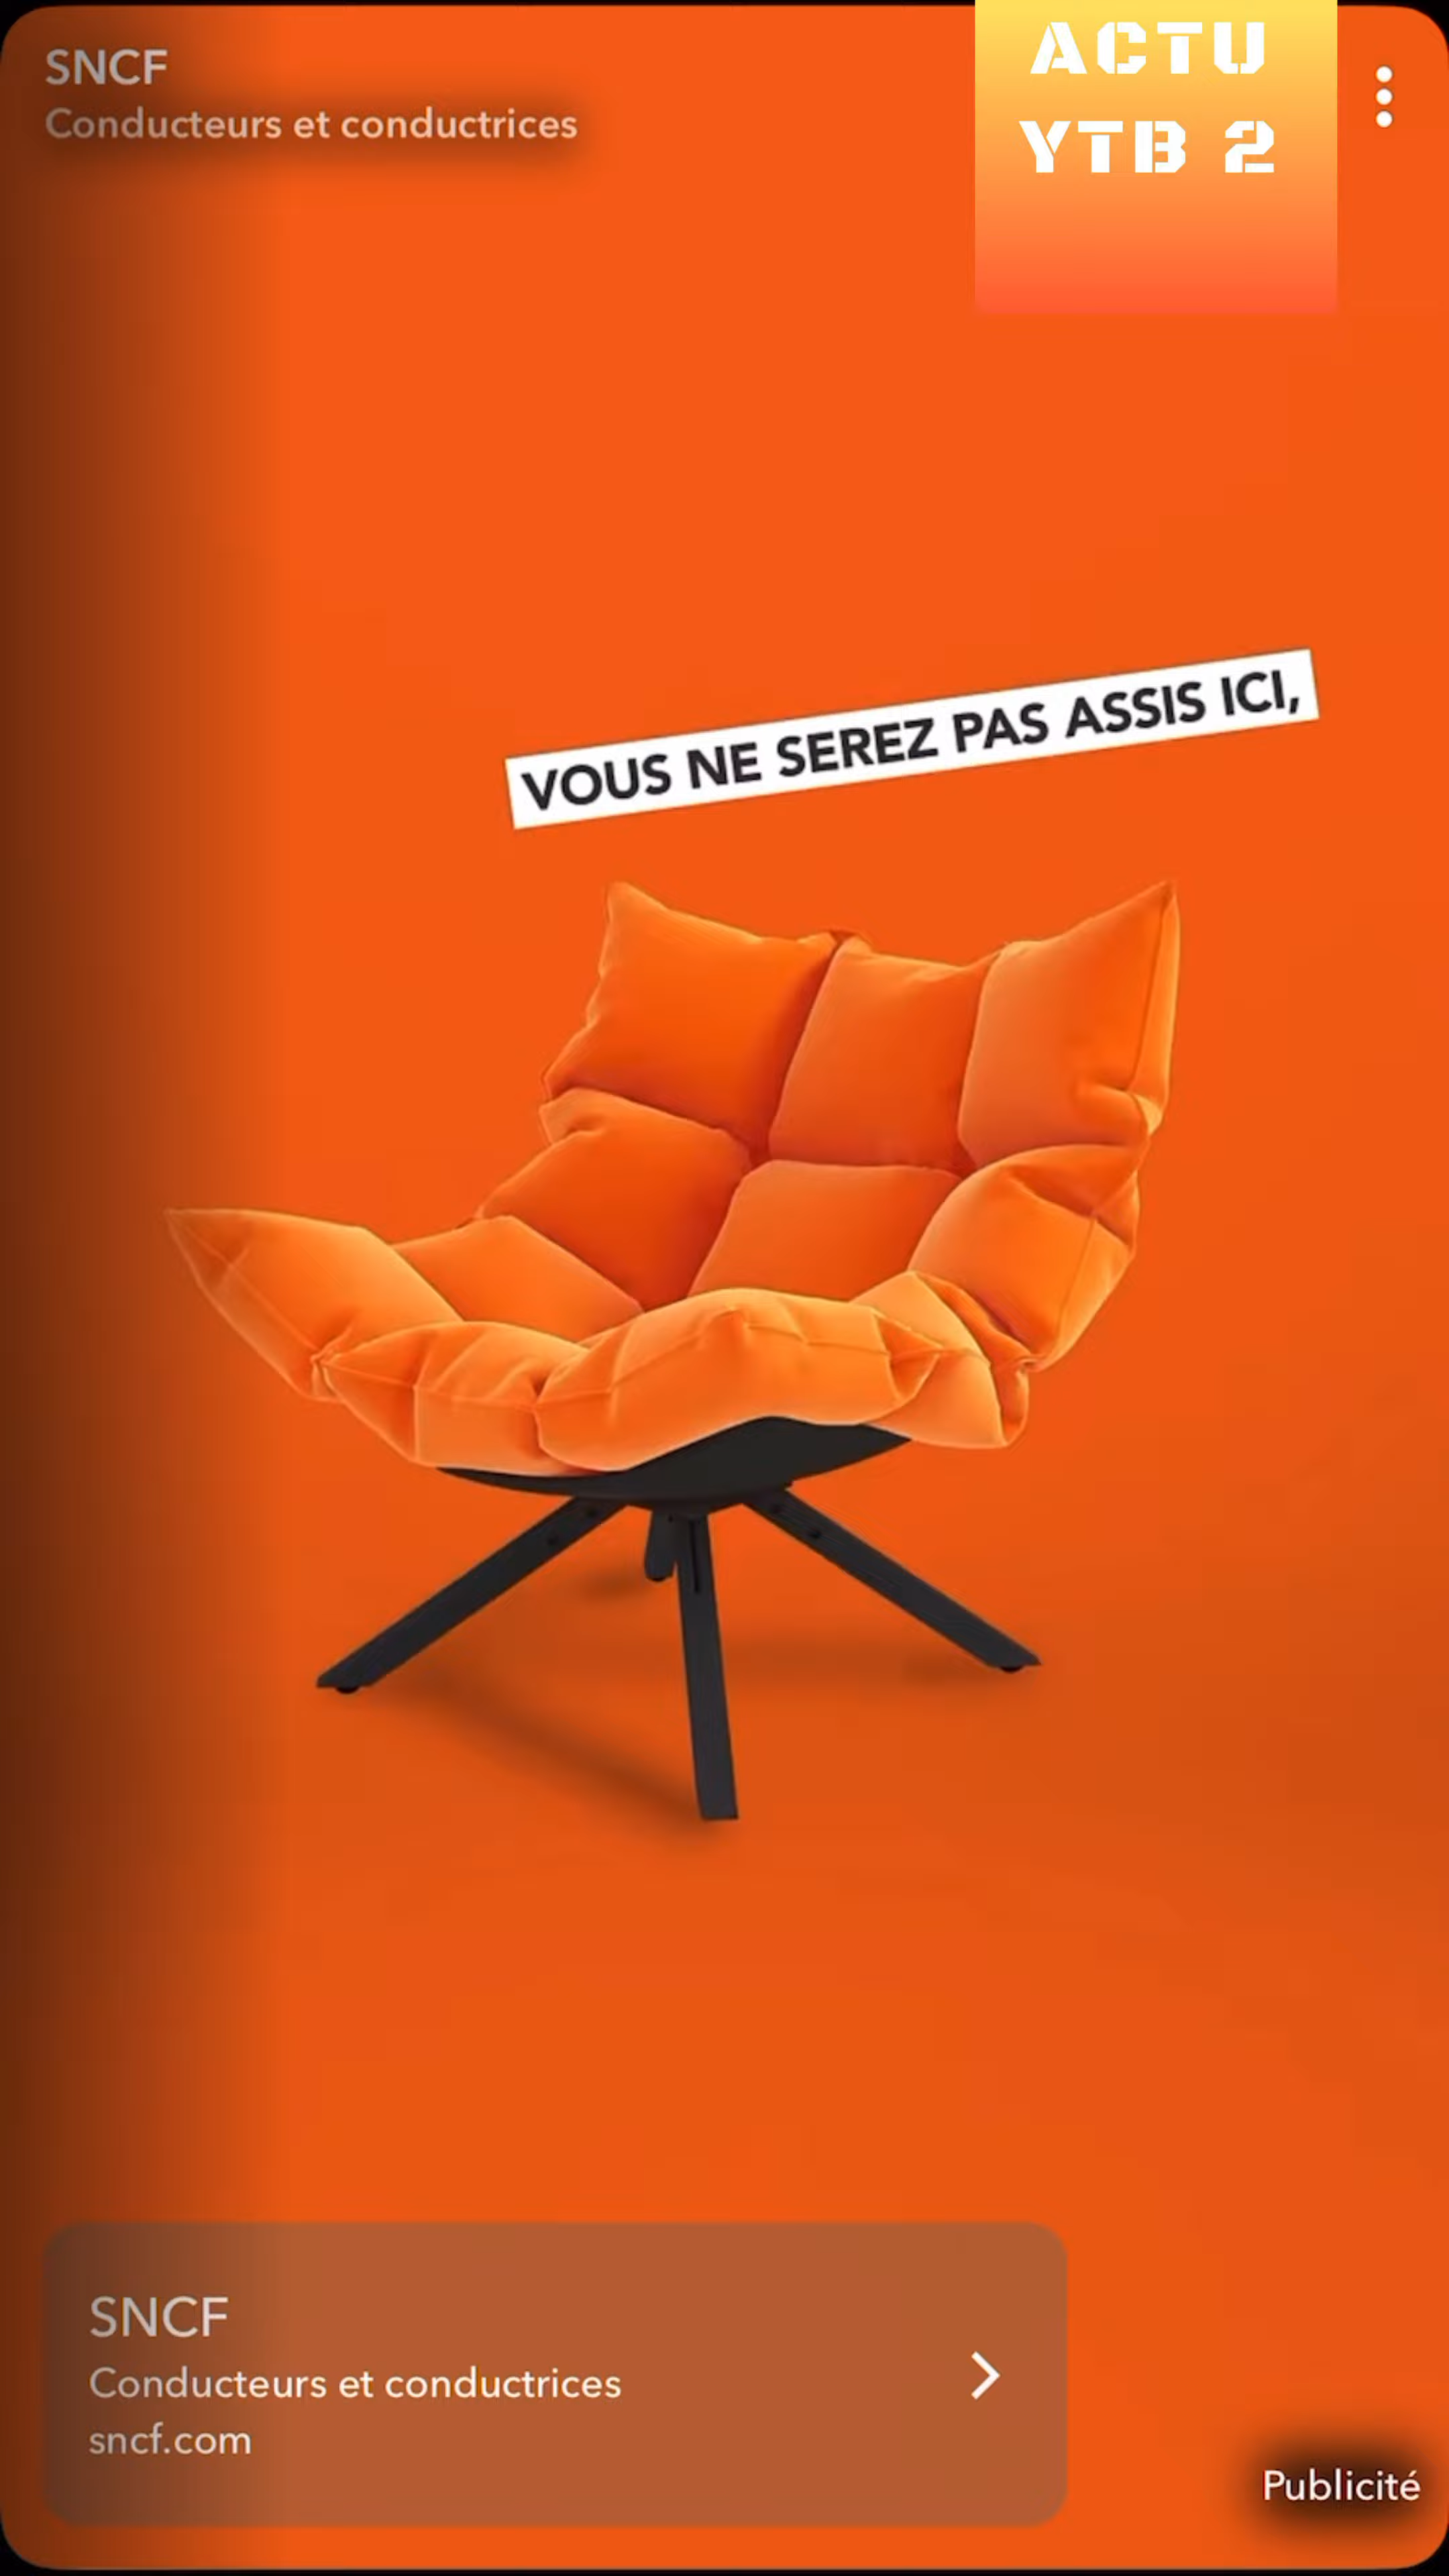 SNCF
Conducteurs et conductrices
ACTU
YTB 2
VOUS NE SEREZ PAS ASSIS ICI,
SNCF
Conducteurs et conductrices
sncf.com
Publicité